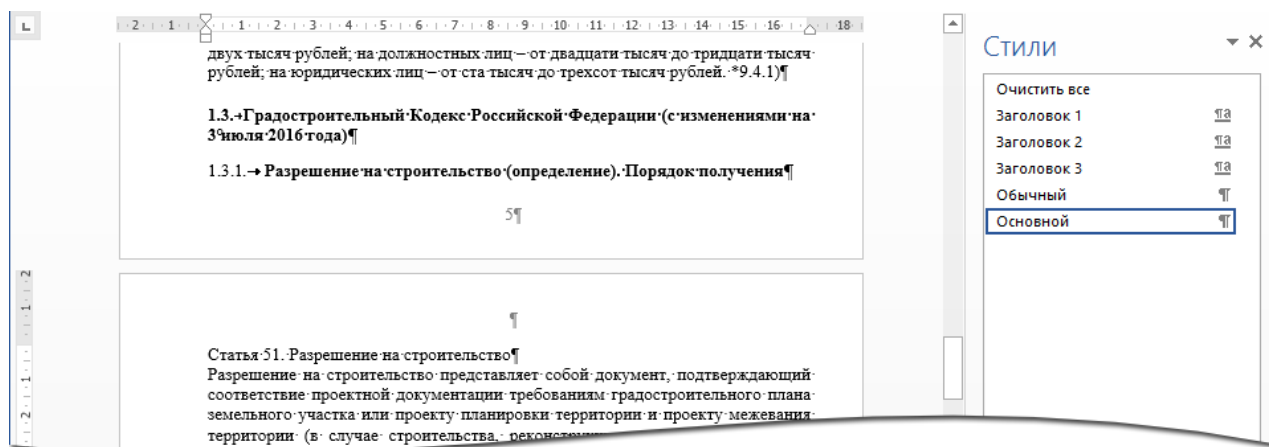 L
2 1 1 2 3 4 5 6 7 8 9 10 11 12 13 14 15 16 18
Стили
двух·тысяч·рублей;·на·должностных·лиц·–·от·двадцати·тысяч·до·тридцати·тысяч·
рублей;·на·юридических·лиц·–·от·ста·тысяч·до·трехсот·тысяч·рублей.·*9.4.1)¶
1.3.→Градостроительный·Кодекс·Российской·Федерации·(с·изменениями·на·
3°июля·2016·года)¶
1.3.1.→Разрешение·на·строительство·(определение).·Порядок·получения¶
5¶
¶
Статья·51.·Разрешение·на·строительство¶
Разрешение·на·строительство·представляет·собой·документ,·подтверждающий·
соответствие·проектной·документации·требованиям·градостроительного·плана·
земельного·участка·или·проекту·планировки·территории·и·проекту·межевания·
территории·(в·случае·строительства,·
Очистить все
Заголовок 1 ¶a
Заголовок 2 ¶a
Заголовок 3 ¶a
Обычный ¶
Основной ¶
2 1 1 2